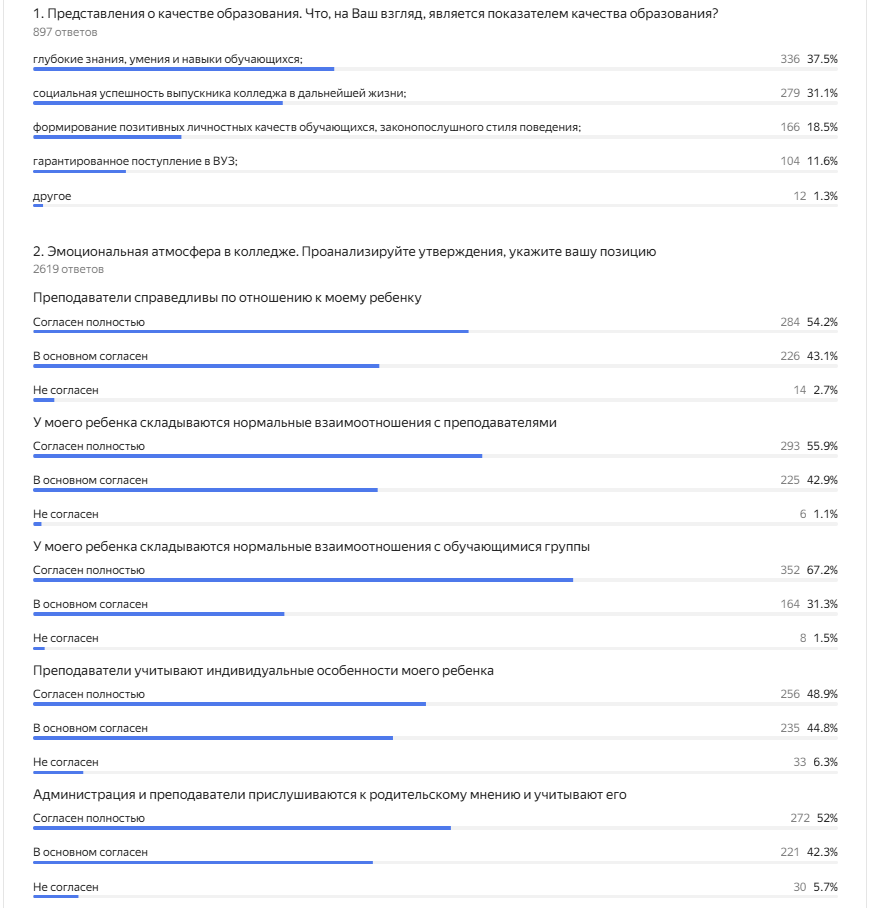 1. Представления о качестве образования. Что, на Ваш взгляд, является показателем качества образования?
897 ответов
глубокие знания, умения и навыки обучающихся; 336 37.5%
социальная успешность выпускника колледжа в дальнейшей жизни; 279 31.1%
формирование позитивных личностных качеств обучающихся, законопослушного стиля поведения; 166 18.5%
гарантированное поступление в ВУЗ; 104 11.6%
другое 12 1.3%
2. Эмоциональная атмосфера в колледже. Проанализируйте утверждения, укажите вашу позицию
2619 ответов
Преподаватели справедливы по отношению к моему ребенку
Согласен полностью 284 54.2%
В основном согласен 226 43.1%
Не согласен 14 2.7%
У моего ребенка складываются нормальные взаимоотношения с преподавателями
Согласен полностью 293 55.9%
В основном согласен 225 42.9%
Не согласен 6 1.1%
У моего ребенка складываются нормальные взаимоотношения с обучающимися группы
Согласен полностью 352 67.2%
В основном согласен 164 31.3%
Не согласен 8 1.5%
Преподаватели учитывают индивидуальные особенности моего ребенка
Согласен полностью 256 48.9%
В основном согласен 235 44.8%
Не согласен 33 6.3%
Администрация и преподаватели прислушиваются к родительскому мнению и учитывают его
Согласен полностью 272 52%
В основном согласен 221 42.3%
Не согласен 30 5.7%